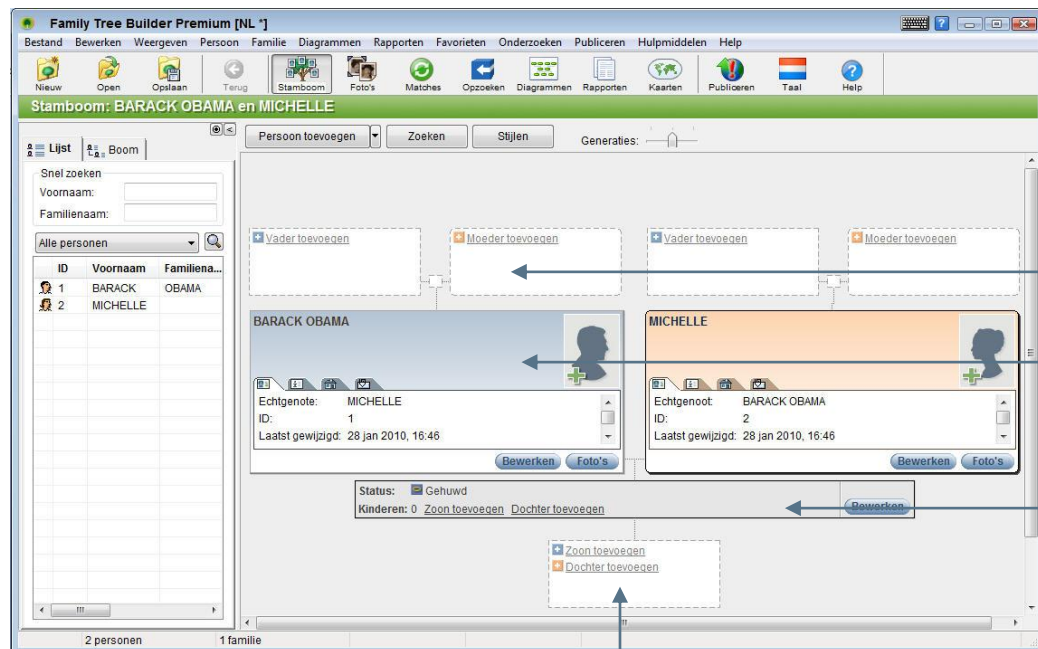 Family Tree Builder Premium [NL *]
Bestand Bewerken Weergeven Persoon Familie Diagrammen Rapporten Favorieten Onderzoeken Publiceren Hulpmiddelen Help
Nieuw Open Opslaan Terug Stamboom Foto's Matches Opzoeken Diagrammen Rapporten Kaarten Publiceren Taal Help
Stamboom: BARACK OBAMA en MICHELLE
Lijst Boom
Persoon toevoegen Zoeken Stijlen Generaties:
Snel zoeken
Voornaam:
Familienaam:
Alle personen
ID Voornaam Familiena...
1 BARACK OBAMA
2 MICHELLE
Vader toevoegen Moeder toevoegen Vader toevoegen Moeder toevoegen
BARACK OBAMA
Echtgenote: MICHELLE
ID: 1
Laatst gewijzigd: 28 jan 2010, 16:46
Bewerken Foto's
MICHELLE
Echtgenoot: BARACK OBAMA
ID: 2
Laatst gewijzigd: 28 jan 2010, 16:46
Bewerken Foto's
Status: Gehuwd
Kinderen: 0 Zoon toevoegen Dochter toevoegen
Bewerken
Zoon toevoegen
Dochter toevoegen
2 personen 1 familie